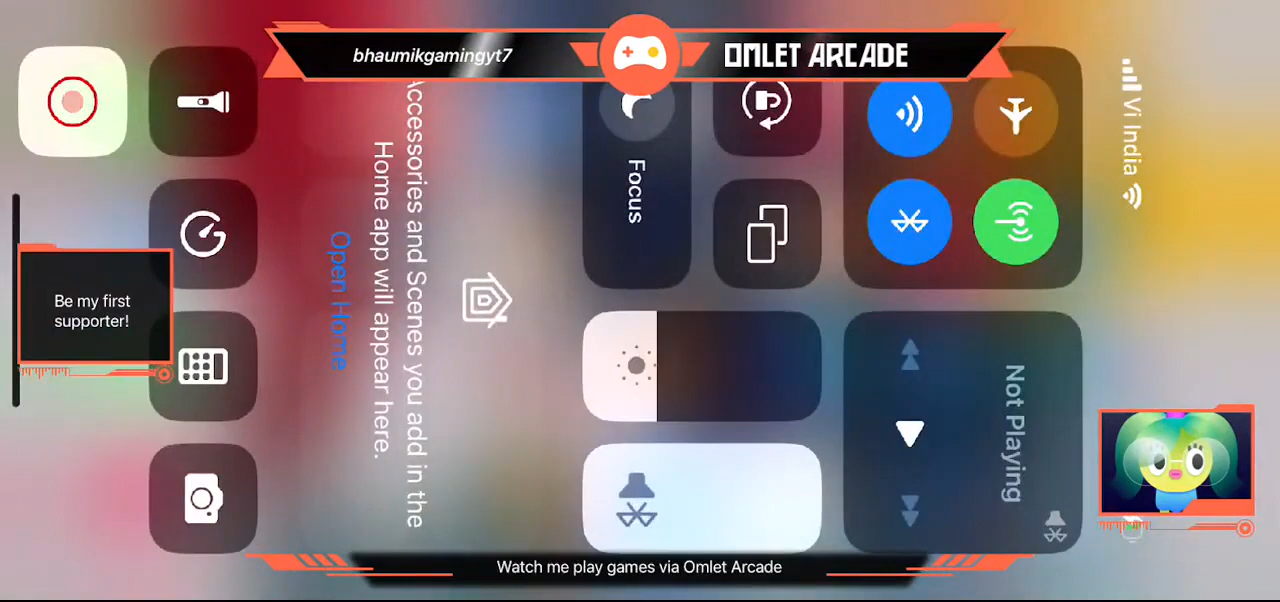 bhaumikgamingyt7
OMLET ARCADE
Vi India
Focus
Not Playing
Accessories and Scenes you add in the
Home app will appear here.
Open Home
Be my first
supporter!
Watch me play games via Omlet Arcade